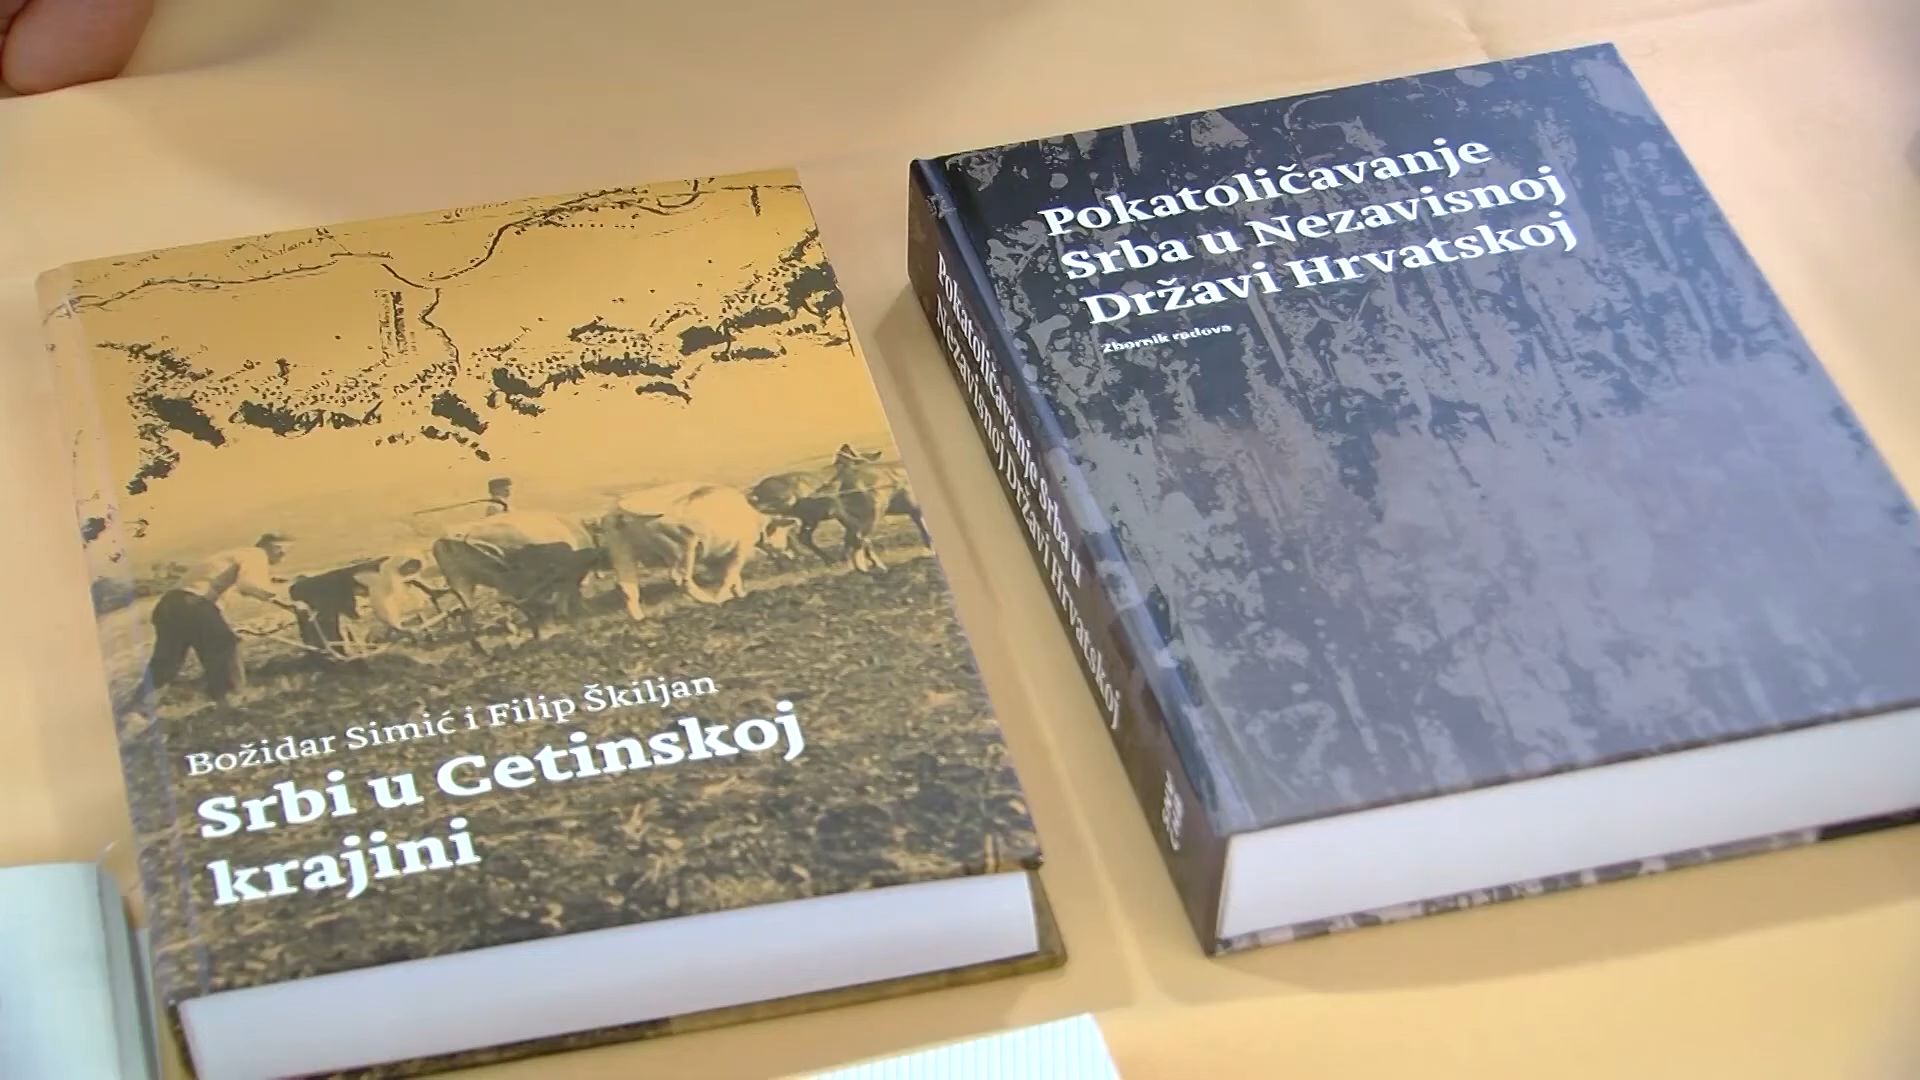 Božidar Simić i Filip Škiljan
Srbi u Cetinskoj
krajini
Pokatoličavanje
Srba u Nezavisnoj
Državi Hrvatskoj
Zbornik radova
Pokatoličavanje Srba u
Nezavisnoj Državi Hrvatskoj